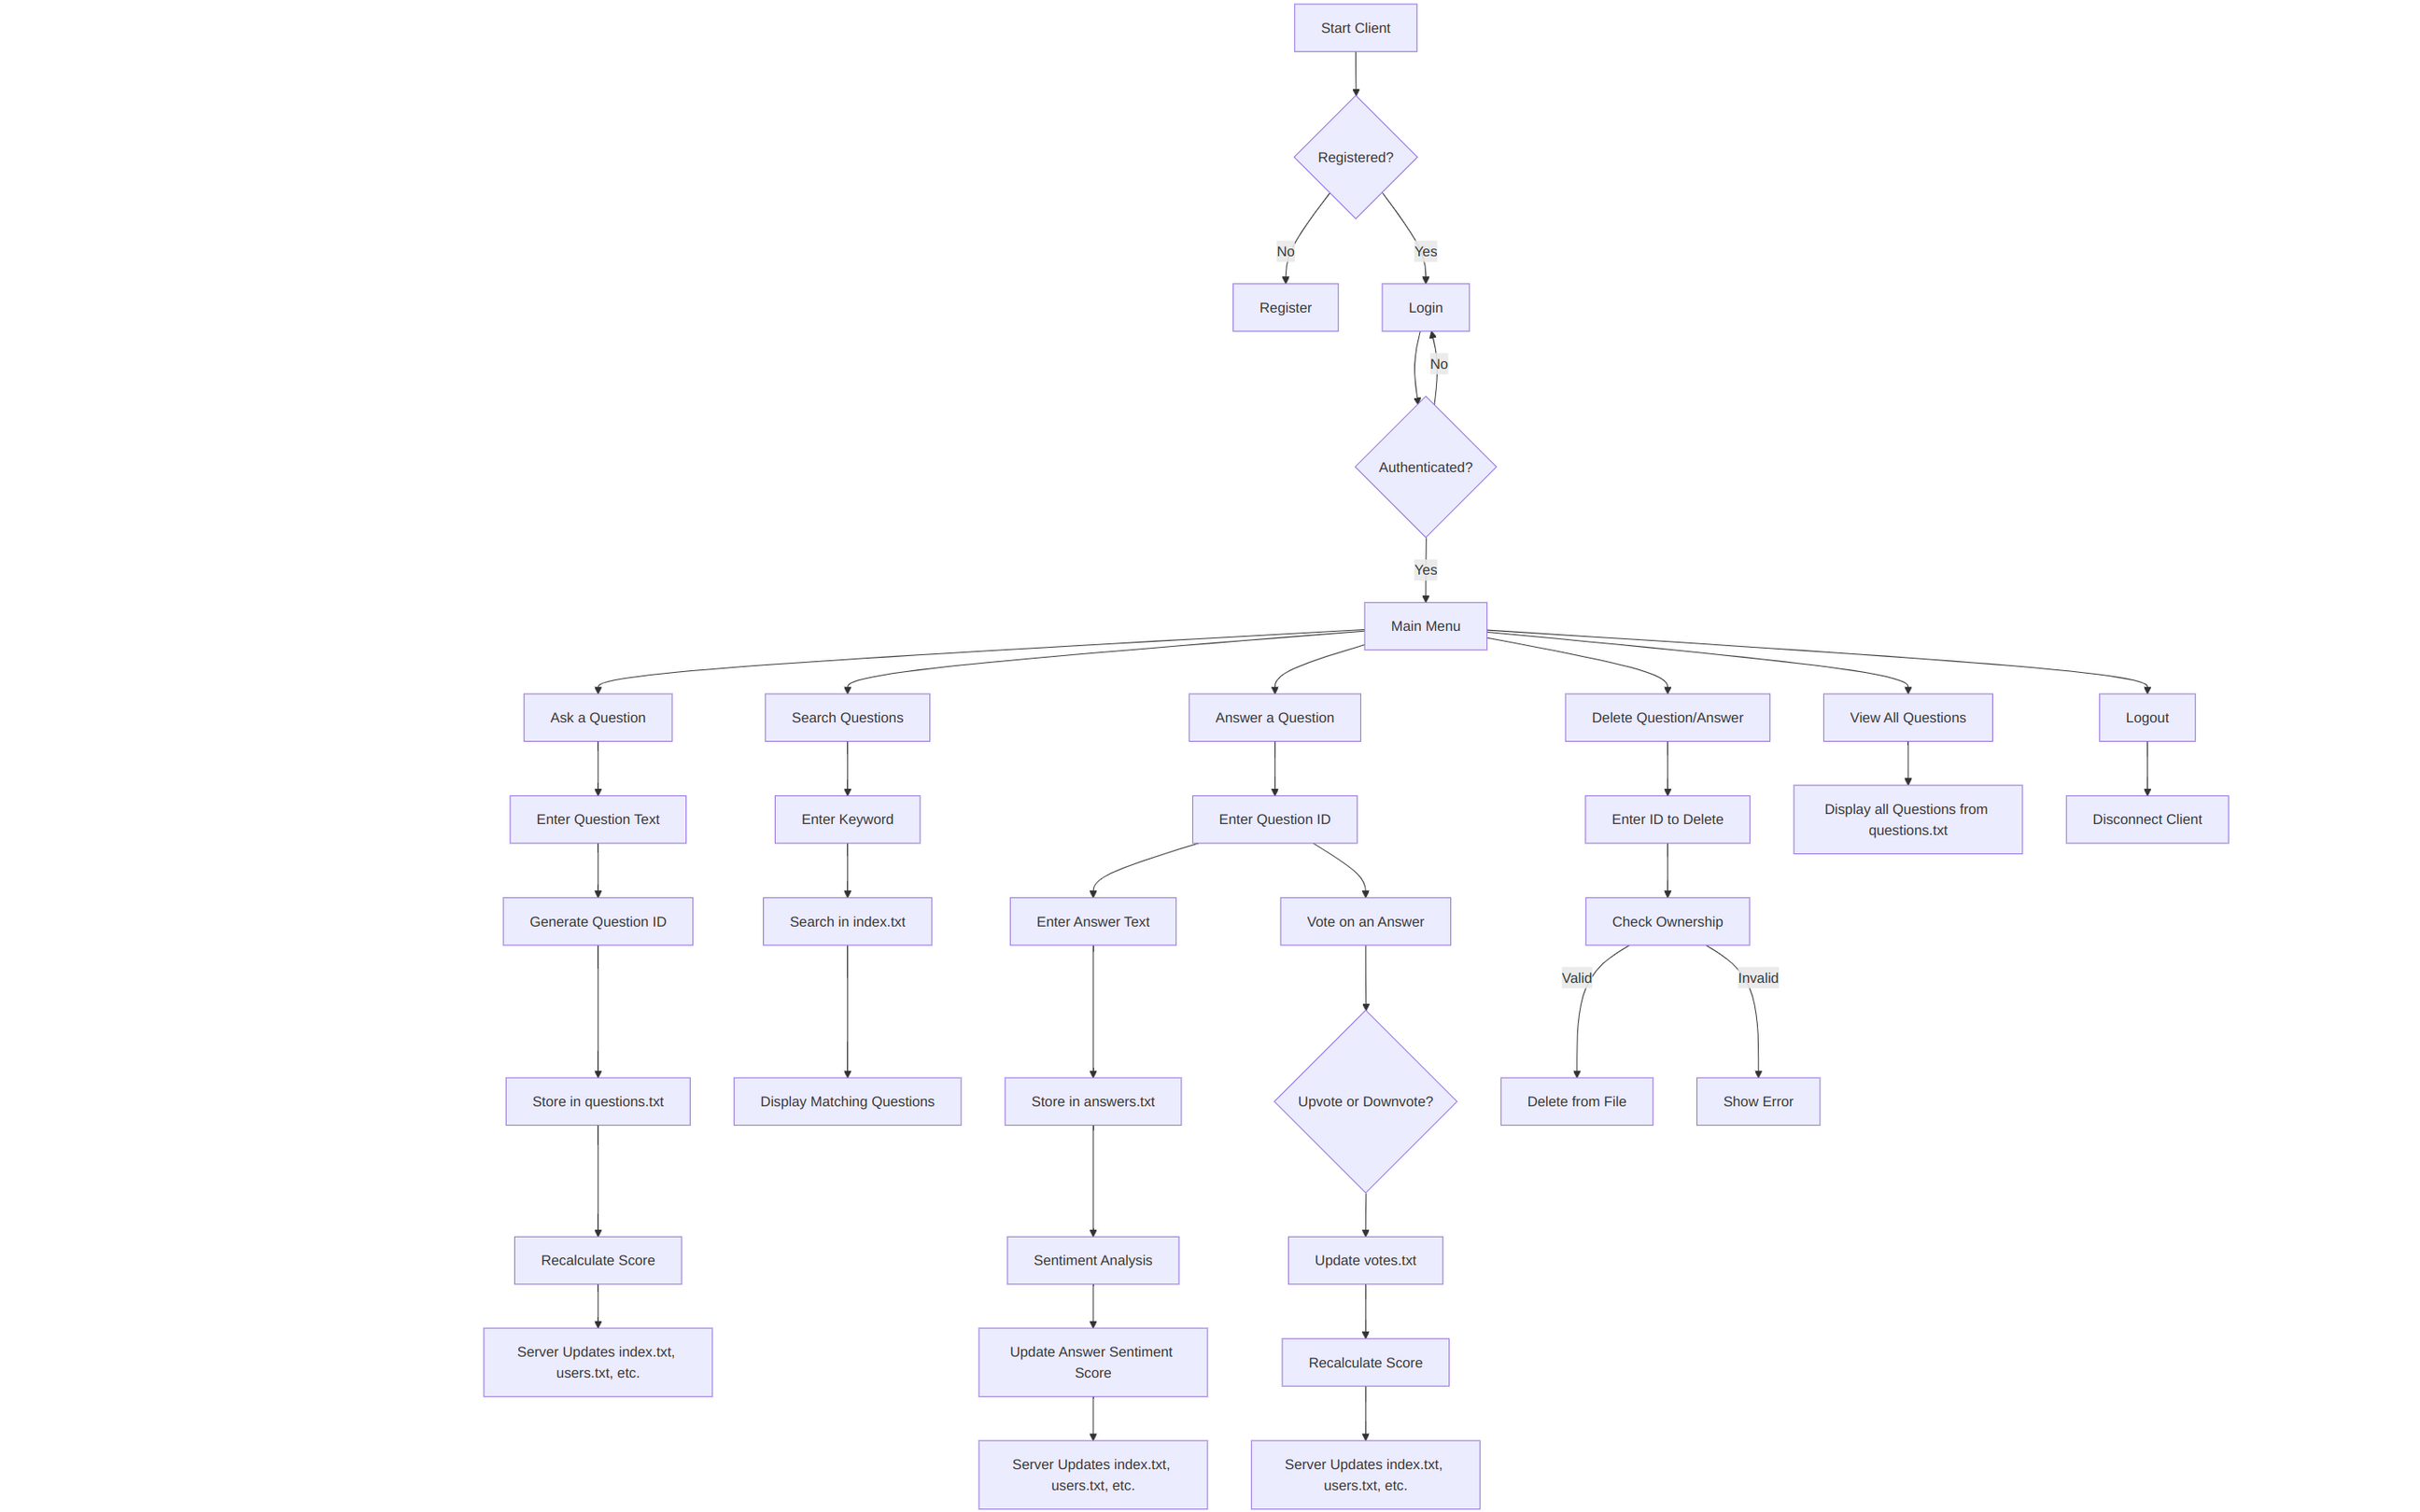 Start Client
Registered?
No
Yes
Register
Login
No
Authenticated?
Yes
Main Menu
Ask a Question
Search Questions
Answer a Question
Delete Question/Answer
View All Questions
Logout
Enter Question Text
Enter Keyword
Enter Question ID
Enter ID to Delete
Display all Questions from
questions.txt
Disconnect Client
Generate Question ID
Search in index.txt
Enter Answer Text
Vote on an Answer
Check Ownership
Valid
Invalid
Store in questions.txt
Display Matching Questions
Store in answers.txt
Upvote or Downvote?
Delete from File
Show Error
Recalculate Score
Sentiment Analysis
Update votes.txt
Server Updates index.txt,
users.txt, etc.
Update Answer Sentiment
Score
Recalculate Score
Server Updates index.txt,
users.txt, etc.
Server Updates index.txt,
users.txt, etc.